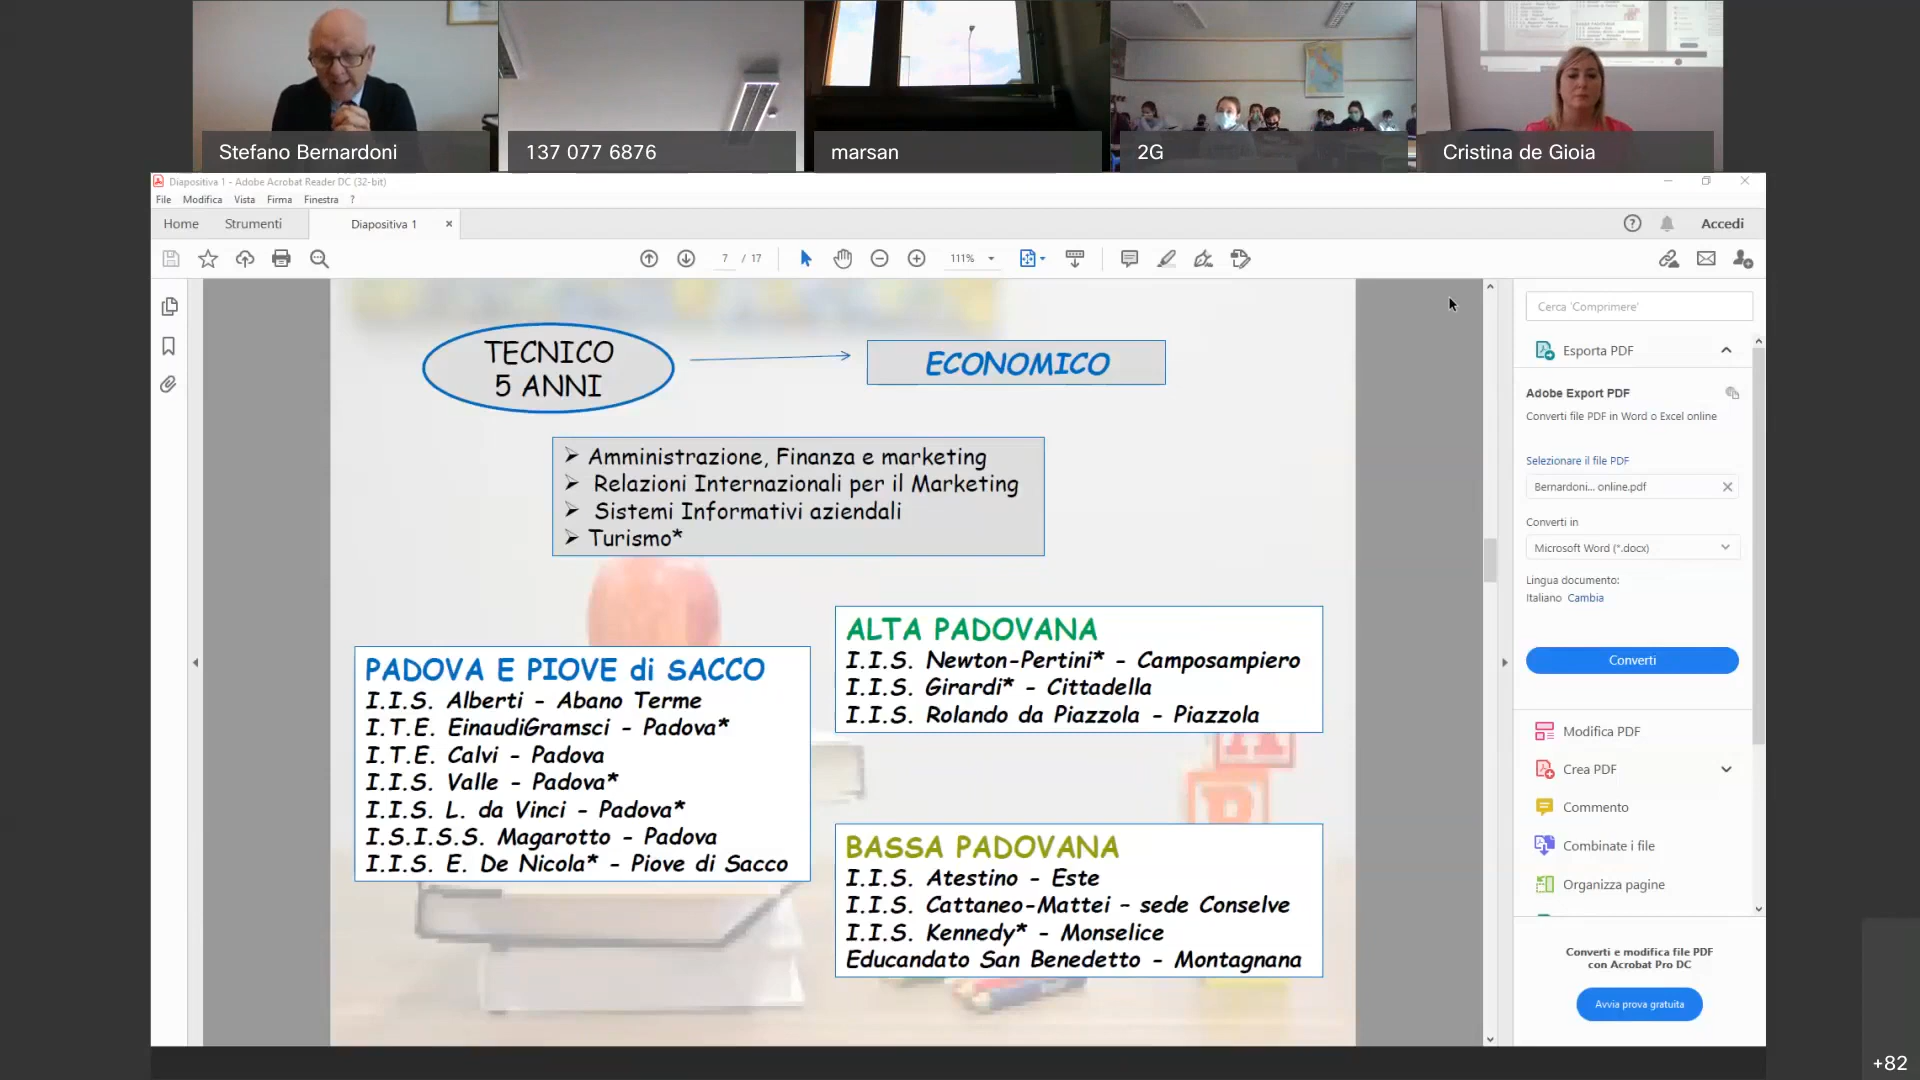 Stefano Bernardoni
137 077 6876
marsan
2G
Cristina de Gioia
Diapositiva 1 - Adobe Acrobat Reader DC (32-bit)
File Modifica Vista Firma Finestra ?
Home Strumenti Diapositiva 1 ×
Accedi
7 / 17
111%
TECNICO
5 ANNI
ECONOMICO
Amministrazione, Finanza e marketing
Relazioni Internazionali per il Marketing
Sistemi Informativi aziendali
Turismo*
PADOVA E PIOVE di SACCO
I.I.S. Alberti - Abano Terme
I.T.E. EinaudiGramsci - Padova*
I.T.E. Calvi - Padova
I.I.S. Valle - Padova*
I.I.S. L. da Vinci - Padova*
I.S.I.S.S. Magarotto - Padova
I.I.S. E. De Nicola* - Piove di Sacco
ALTA PADOVANA
I.I.S. Newton-Pertini* - Camposampiero
I.I.S. Girardi* - Cittadella
I.I.S. Rolando da Piazzola - Piazzola
BASSA PADOVANA
I.I.S. Atestino - Este
I.I.S. Cattaneo-Mattei - sede Conselve
I.I.S. Kennedy* - Monselice
Educandato San Benedetto - Montagnana
Cerca 'Comprimere'
Esporta PDF
Adobe Export PDF
Converti file PDF in Word o Excel online
Selezionare il file PDF
Bernardoni... online.pdf
Converti in
Microsoft Word (*.docx)
Lingua documento:
Italiano Cambia
Converti
Modifica PDF
Crea PDF
Commento
Combinate i file
Organizza pagine
Converti e modifica file PDF
con Acrobat Pro DC
Avvia prova gratuita
+82